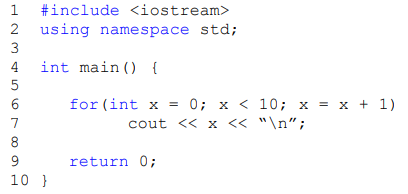 1 #include <iostream>
2 using namespace std;
3
4 int main() {
5
6 for(int x = 0; x < 10; x = x + 1)
7 cout << x << “\n”;
8
9 return 0;
10 }